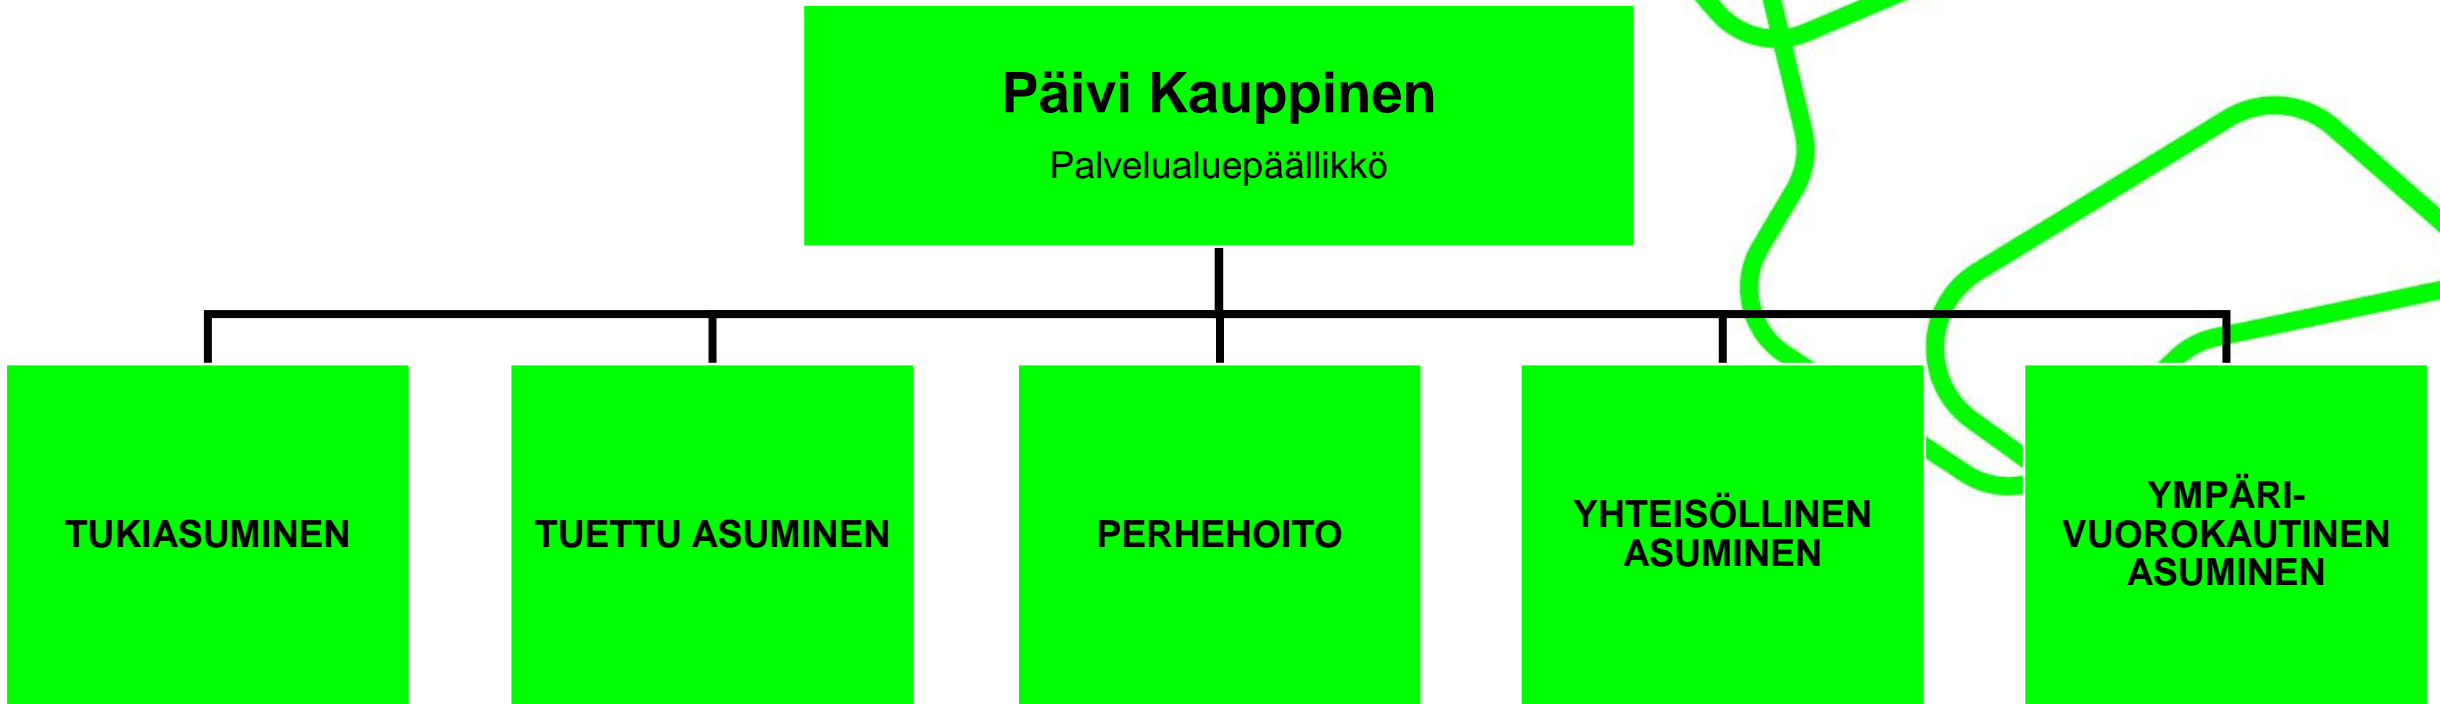 Päivi Kauppinen
Palvelualuepäällikkö
TUKIASUMINEN
TUETTU ASUMINEN
PERHEHOITO
YHTEISÖLLINEN
ASUMINEN
YMPÄRI-
VUOROKAUTINEN
ASUMINEN